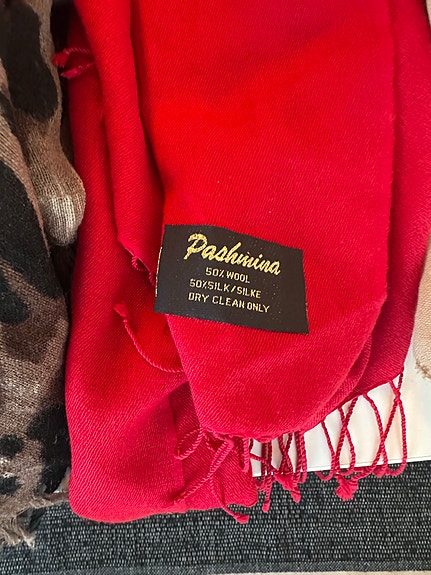 Pashmina
50% WOOL
50%SILK/SILKE
DRY CLEAN ONLY